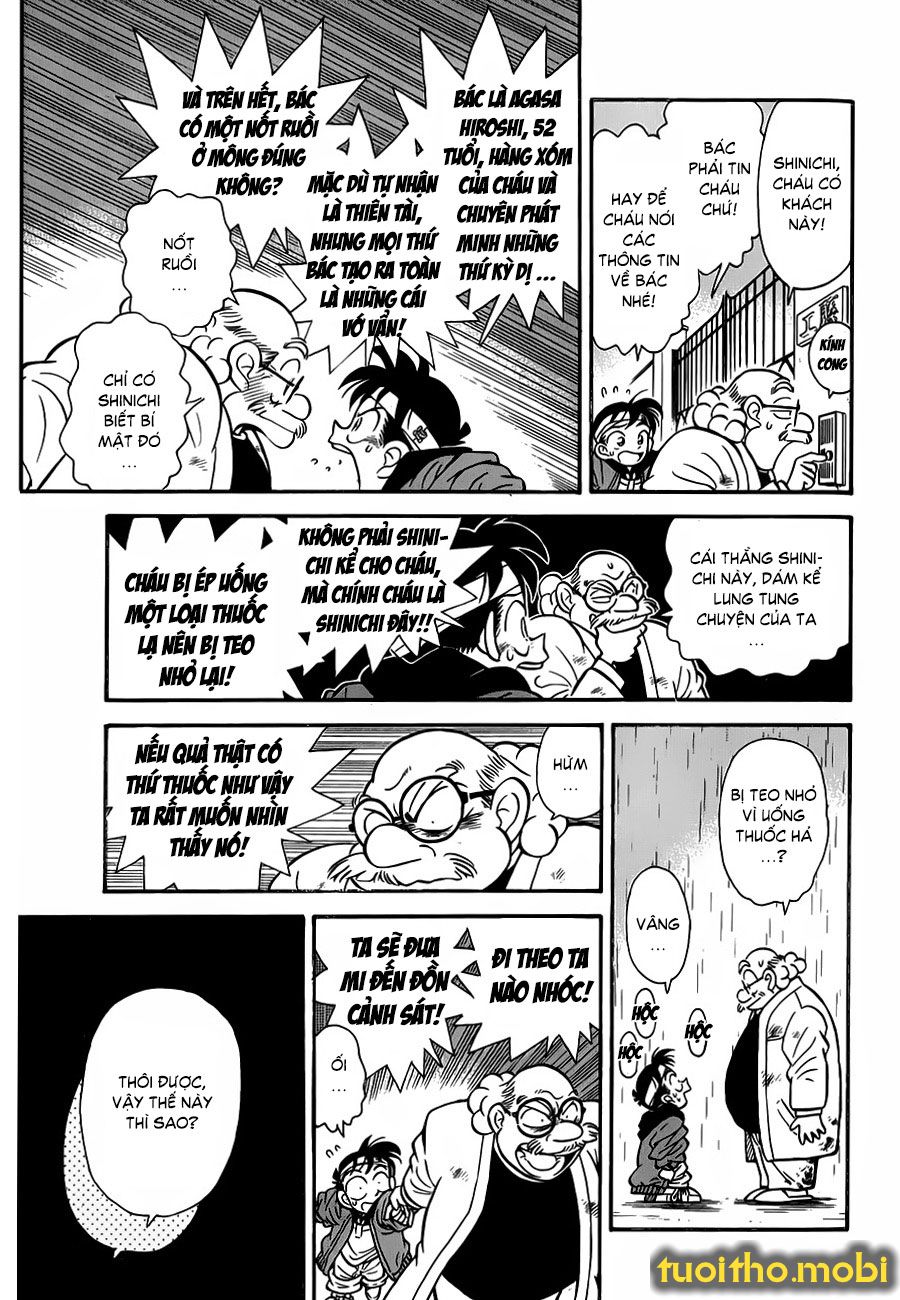 SHINICHI,
CHÁU CÓ
KHÁCH
NÀY!
BÁC
PHẢI TIN
CHÁU
CHỨ!
HAY ĐỂ
CHÁU NÓI
CÁC
THÔNG TIN
VỀ BÁC
NHÉ!
工藤
KÍNH
CONG
BÁC LÀ AGASA
HIROSHI, 52
TUỔI, HÀNG XÓM
CỦA CHÁU VÀ
CHUYÊN PHÁT
MINH NHỮNG
THỨ KỲ DỊ ...
MẶC DÙ TỰ NHẬN
LÀ THIÊN TÀI,
NHƯNG MỌI THỨ
BÁC TẠO RA TOÀN
LÀ NHỮNG CÁI
VỚ VẨN!
VÀ TRÊN HẾT, BÁC
CÓ MỘT NỐT RUỒI
Ở MÔNG ĐÚNG
KHÔNG?
NỐT
RUỒI
...
CHỈ CÓ
SHINICHI
BIẾT BÍ
MẬT ĐÓ
...
CÁI THẰNG SHINI-
CHI NÀY, DÁM KỂ
LUNG TUNG
CHUYỆN CỦA TA
...
KHÔNG PHẢI SHINI-
CHI KỂ CHO CHÁU,
MÀ CHÍNH CHÁU LÀ
SHINICHI ĐÂY!!
CHÁU BỊ ÉP UỐNG
MỘT LOẠI THUỐC
LẠ NÊN BỊ TEO
NHỎ LẠI!
BỊ TEO NHỎ
VÌ UỐNG
THUỐC HẢ
...?
VÂNG
...
HỘC
HỘC
HỘC
HỪM
...
NẾU QUẢ THẬT CÓ
THỨ THUỐC NHƯ VẬY
TA RẤT MUỐN NHÌN
THẤY NÓ!
ĐI THEO TA
NÀO NHÓC!
TA SẼ ĐƯA
MI ĐẾN ĐỒN
CẢNH SÁT!
ỐI
...
THÔI ĐƯỢC,
VẬY THẾ NÀY
THÌ SAO?
tuoitho.mobi